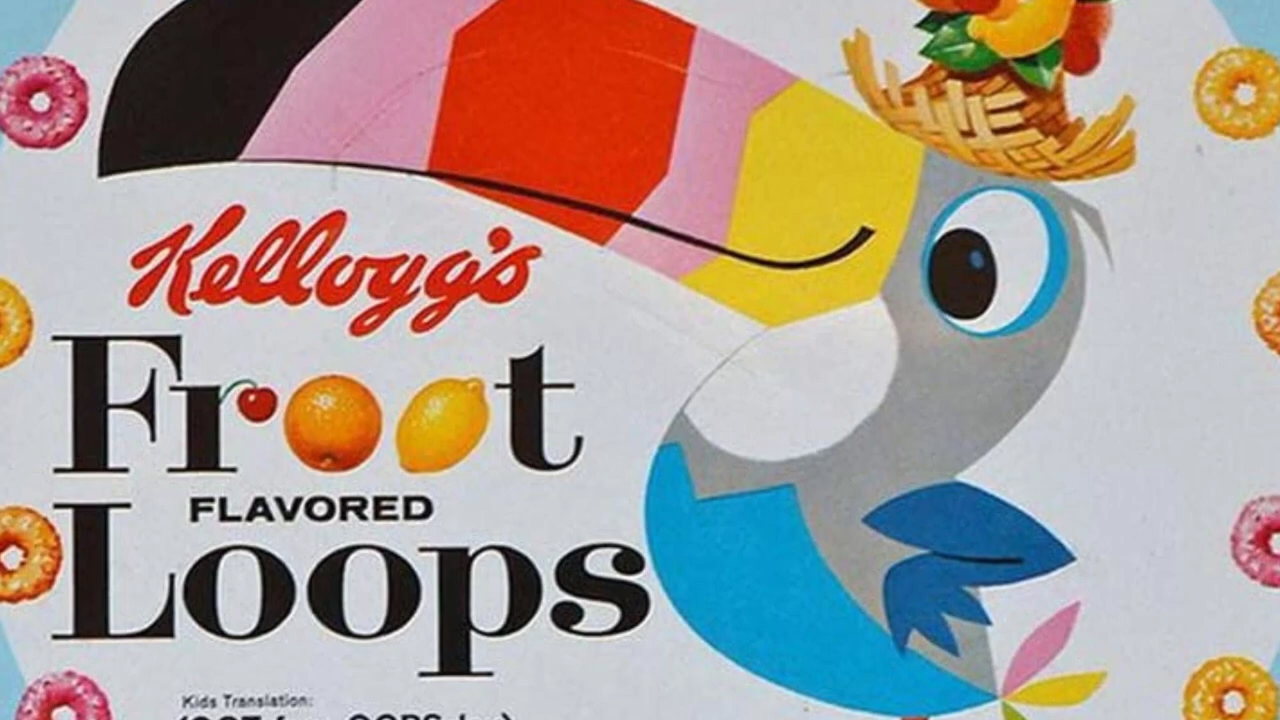 Kellogg's
Froot
FLAVORED
Loops
Kids Translation: